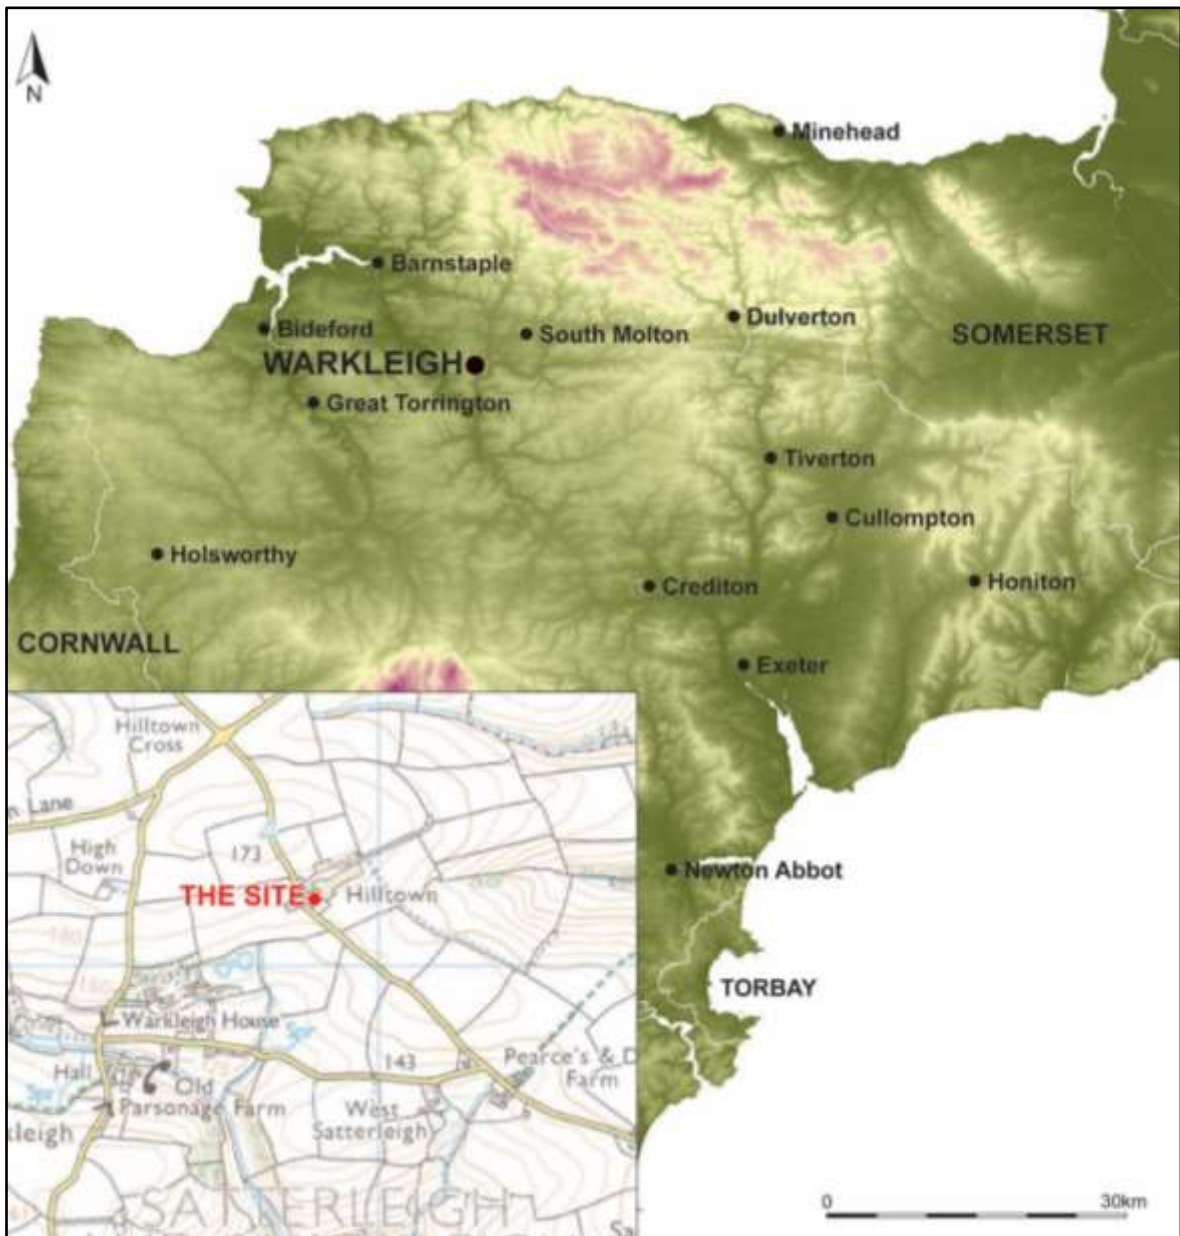 N
Minehead
Barnstaple
Bideford
South Molton
Dulverton
SOMERSET
WARKLEIGH
Great Torrington
Tiverton
Cullompton
Holsworthy
Crediton
Honiton
CORNWALL
Exeter
Newton Abbot
TORBAY
0 30km
Hilltown
Cross
Lane
High
Down
173
THE SITE
Hilltown
Warkleigh House
Hall
Old
Parsonage Farm
143
Pearce's & D
Farm
West
Satterleigh
kleigh
SATTERLEIGH